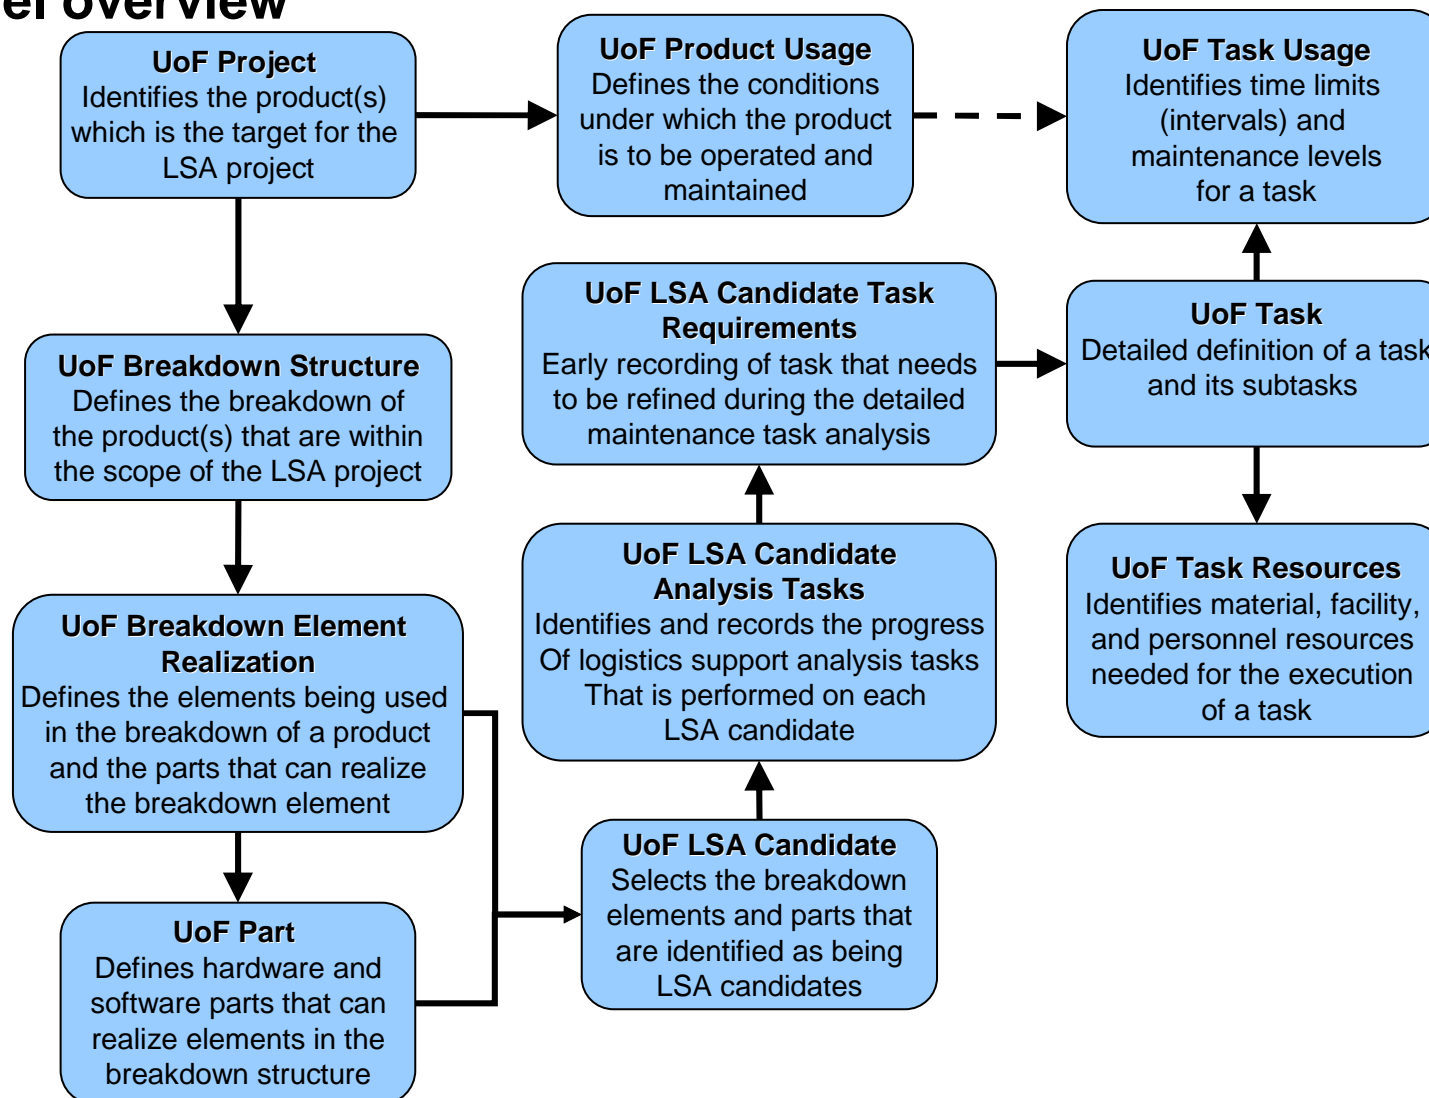 el overview
UoF Project
Identifies the product(s)
which is the target for the
LSA project
UoF Product Usage
Defines the conditions
under which the product
is to be operated and
maintained
UoF Task Usage
Identifies time limits
(intervals) and
maintenance levels
for a task
UoF LSA Candidate Task
Requirements
Early recording of task that needs
to be refined during the detailed
maintenance task analysis
UoF Task
Detailed definition of a task
and its subtasks
UoF Breakdown Structure
Defines the breakdown of
the product(s) that are within
the scope of the LSA project
UoF LSA Candidate
Analysis Tasks
Identifies and records the progress
Of logistics support analysis tasks
That is performed on each
LSA candidate
UoF Task Resources
Identifies material, facility,
and personnel resources
needed for the execution
of a task
UoF Breakdown Element
Realization
Defines the elements being used
in the breakdown of a product
and the parts that can realize
the breakdown element
UoF LSA Candidate
Selects the breakdown
elements and parts that
are identified as being
LSA candidates
UoF Part
Defines hardware and
software parts that can
realize elements in the
breakdown structure